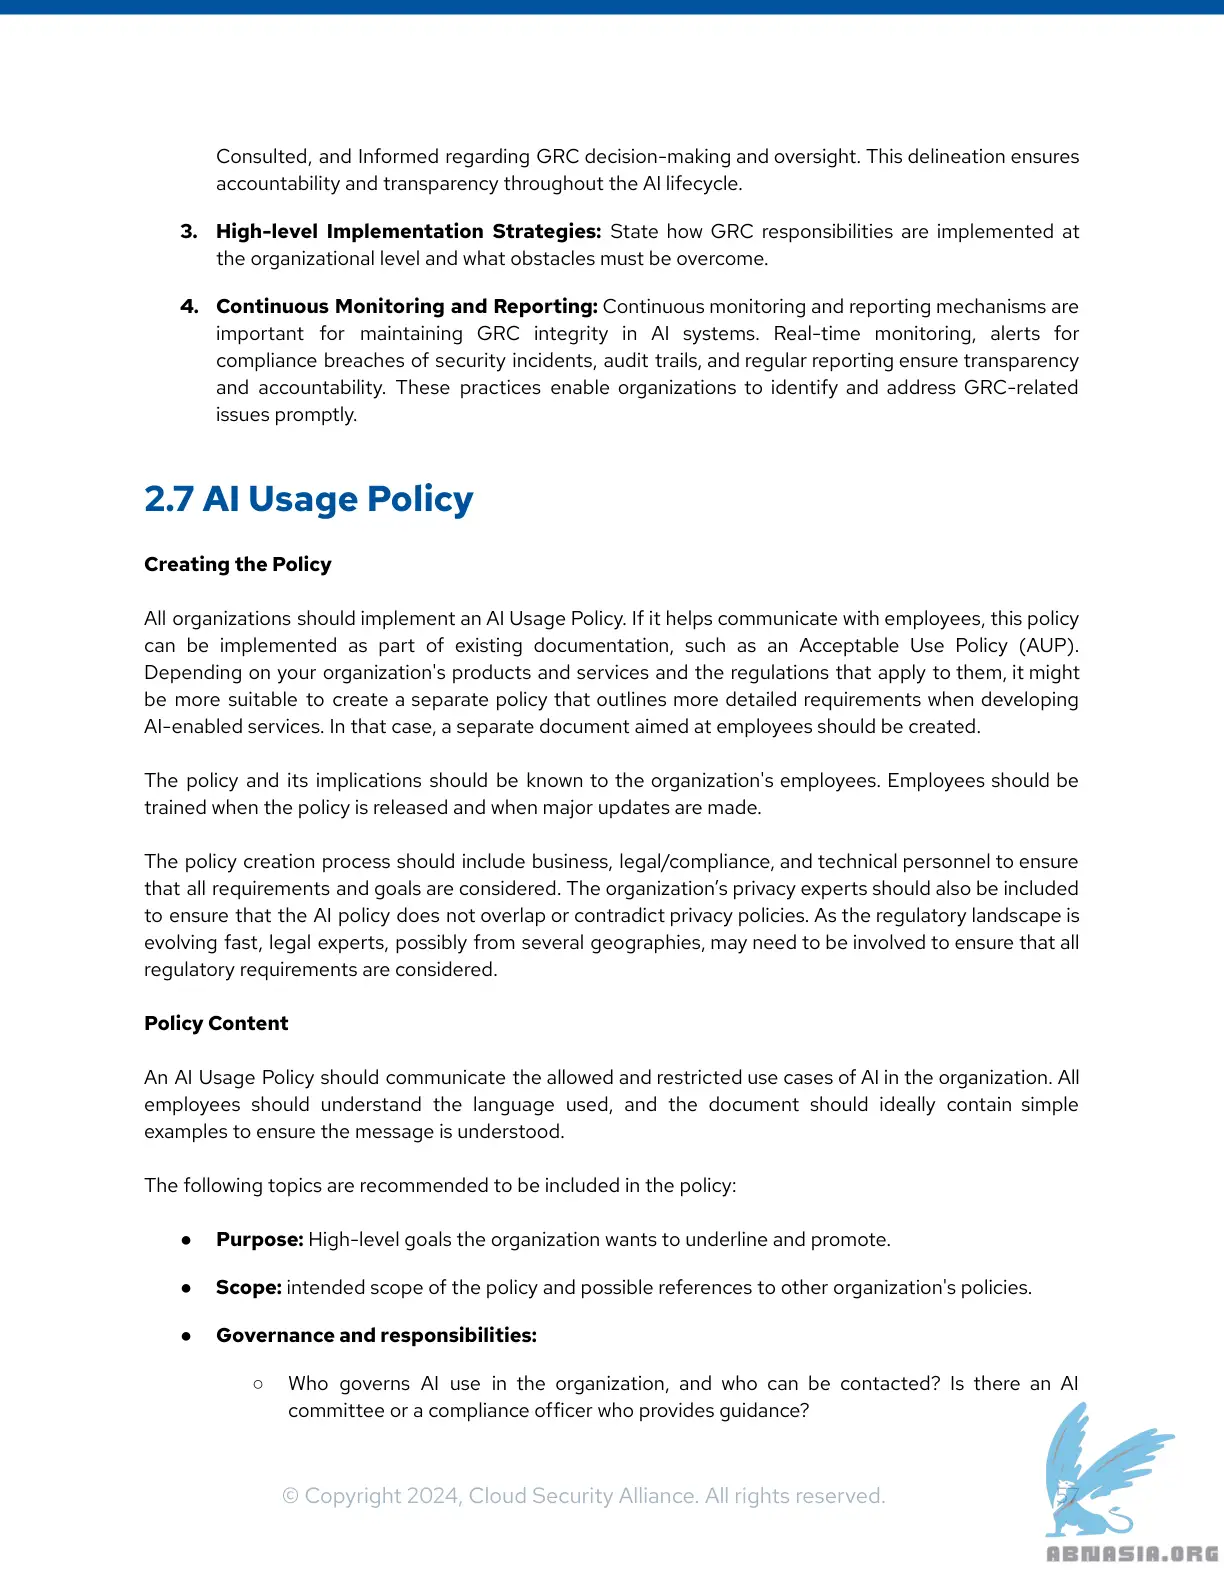 Consulted, and Informed regarding GRC decision-making and oversight. This delineation ensures
accountability and transparency throughout the AI lifecycle.
3. High-level Implementation Strategies: State how GRC responsibilities are implemented at
the organizational level and what obstacles must be overcome.
4. Continuous Monitoring and Reporting: Continuous monitoring and reporting mechanisms are
important for maintaining GRC integrity in AI systems. Real-time monitoring, alerts for
compliance breaches of security incidents, audit trails, and regular reporting ensure transparency
and accountability. These practices enable organizations to identify and address GRC-related
issues promptly.
2.7 AI Usage Policy
Creating the Policy
All organizations should implement an AI Usage Policy. If it helps communicate with employees, this policy
can be implemented as part of existing documentation, such as an Acceptable Use Policy (AUP).
Depending on your organization's products and services and the regulations that apply to them, it might
be more suitable to create a separate policy that outlines more detailed requirements when developing
AI-enabled services. In that case, a separate document aimed at employees should be created.
The policy and its implications should be known to the organization's employees. Employees should be
trained when the policy is released and when major updates are made.
The policy creation process should include business, legal/compliance, and technical personnel to ensure
that all requirements and goals are considered. The organization’s privacy experts should also be included
to ensure that the AI policy does not overlap or contradict privacy policies. As the regulatory landscape is
evolving fast, legal experts, possibly from several geographies, may need to be involved to ensure that all
regulatory requirements are considered.
Policy Content
An AI Usage Policy should communicate the allowed and restricted use cases of AI in the organization. All
employees should understand the language used, and the document should ideally contain simple
examples to ensure the message is understood.
The following topics are recommended to be included in the policy:
● Purpose: High-level goals the organization wants to underline and promote.
● Scope: intended scope of the policy and possible references to other organization's policies.
● Governance and responsibilities:
○ Who governs AI use in the organization, and who can be contacted? Is there an AI
committee or a compliance officer who provides guidance?
© Copyright 2024, Cloud Security Alliance. All rights reserved.
57
ABNASIA.ORG